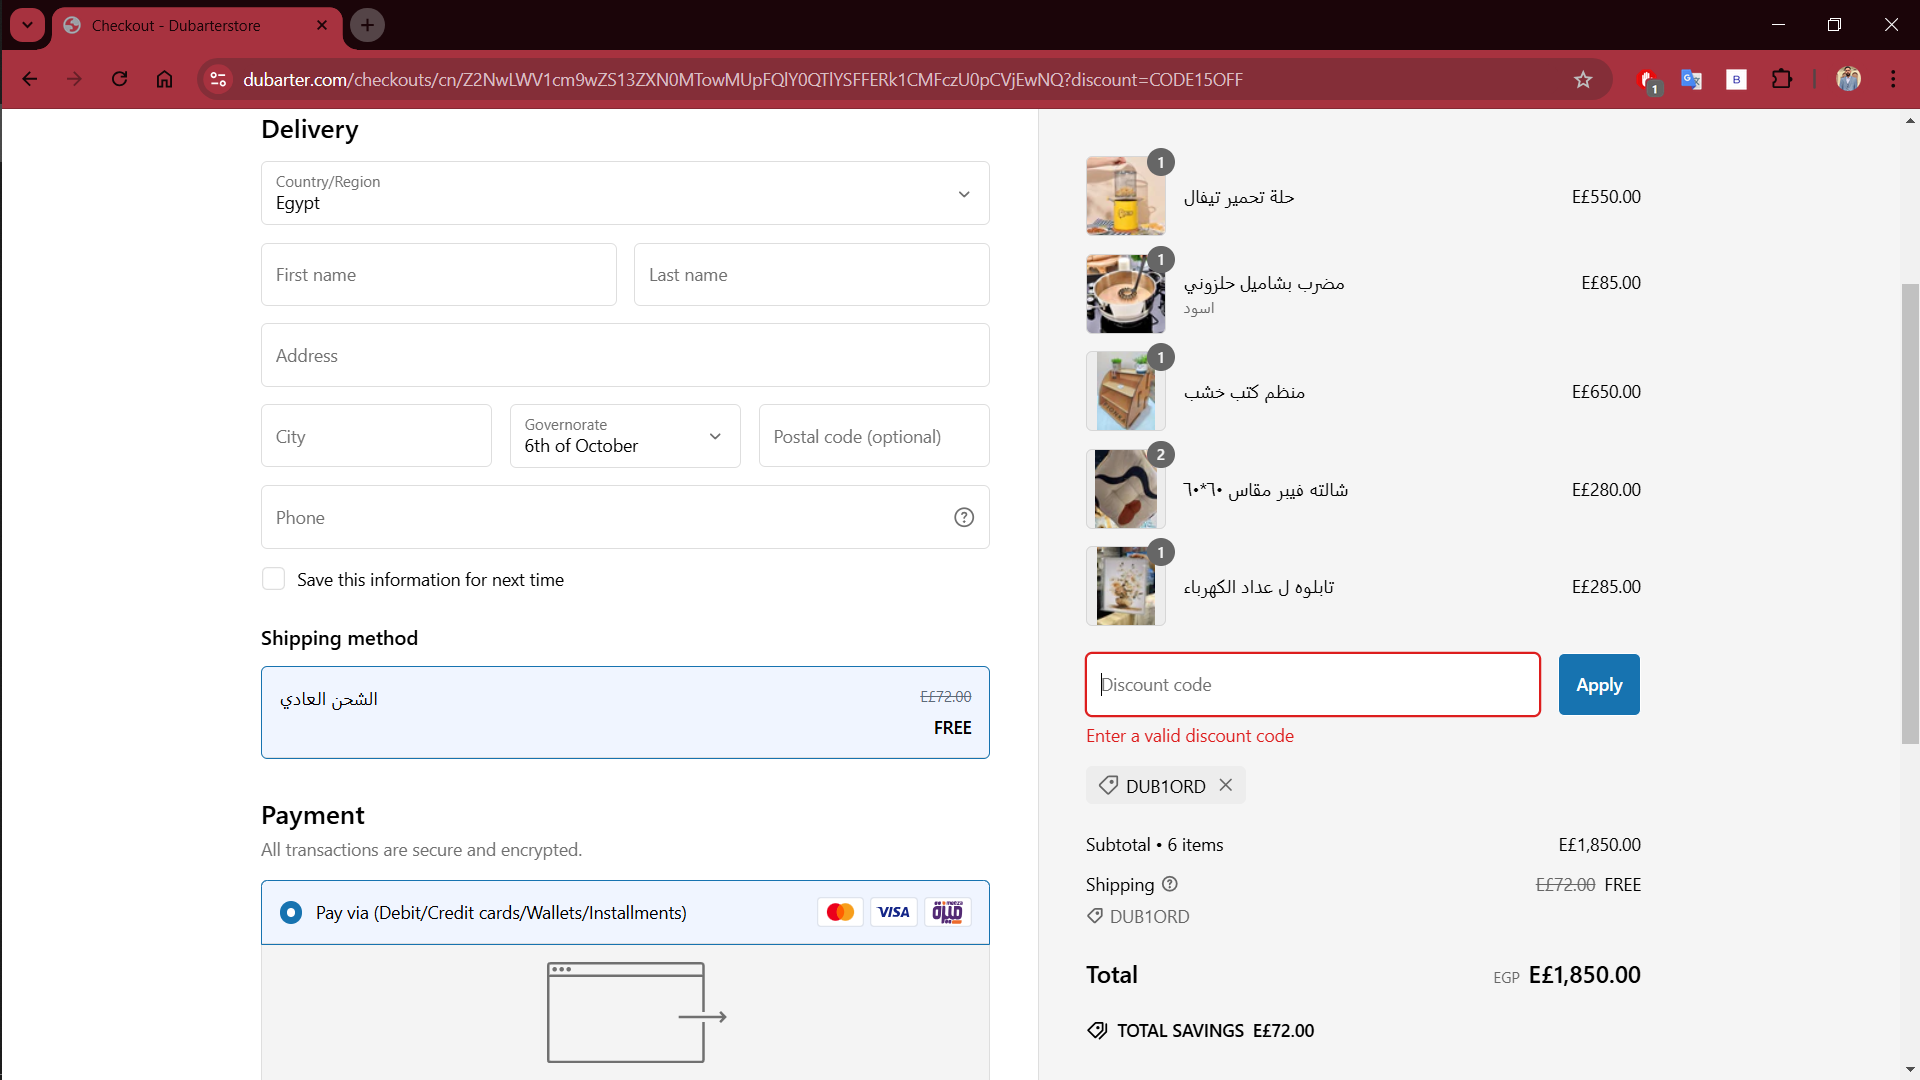 Checkout - Dubarterstore
dubarter.com/checkouts/cn/Z2NwLWV1cm9wZS13ZXN0MTowMUpFQlY0QTlYSFFERk1CMFczU0pCVjEwNQ?discount=CODE15OFF
1
B
Delivery
Country/Region
Egypt
First name
Last name
Address
City
Governorate
6th of October
Postal code (optional)
Phone
Save this information for next time
Shipping method
الشحن العادي
E£72.00
FREE
Payment
All transactions are secure and encrypted.
Pay via (Debit/Credit cards/Wallets/Installments)
VISA
1
حلة تحمير تيفال
E£550.00
1
مضرب بشاميل حلزوني
E£85.00
اسود
1
منظم كتب خشب
E£650.00
2
شالته فيبر مقاس ٦٠*٦٠
E£280.00
1
تابلوه ل عداد الكهرباء
E£285.00
Discount code
Apply
Enter a valid discount code
DUB1ORD
Subtotal • 6 items
E£1,850.00
Shipping
E£72.00 FREE
DUB1ORD
Total
EGP E£1,850.00
TOTAL SAVINGS E£72.00